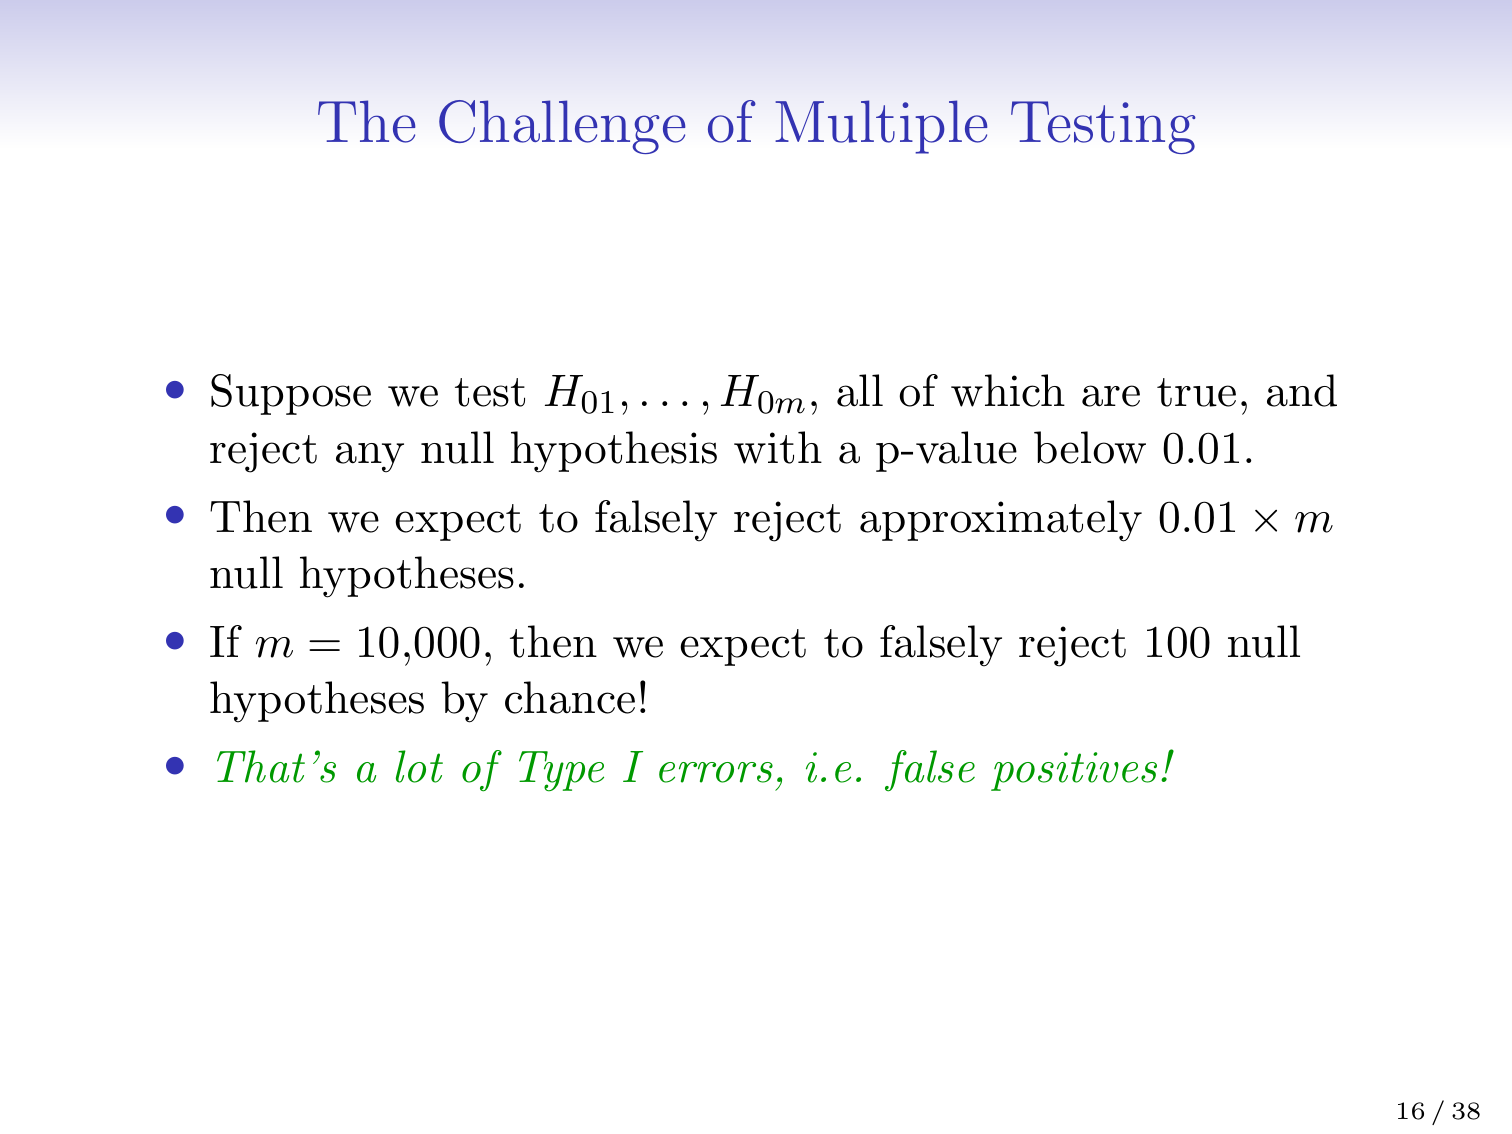 The Challenge of Multiple Testing
• Suppose we test H₀₁, . . . , H₀ₘ, all of which are true, and
reject any null hypothesis with a p-value below 0.01.
• Then we expect to falsely reject approximately 0.01 × m
null hypotheses.
• If m = 10,000, then we expect to falsely reject 100 null
hypotheses by chance!
• That's a lot of Type I errors, i.e. false positives!
16 / 38